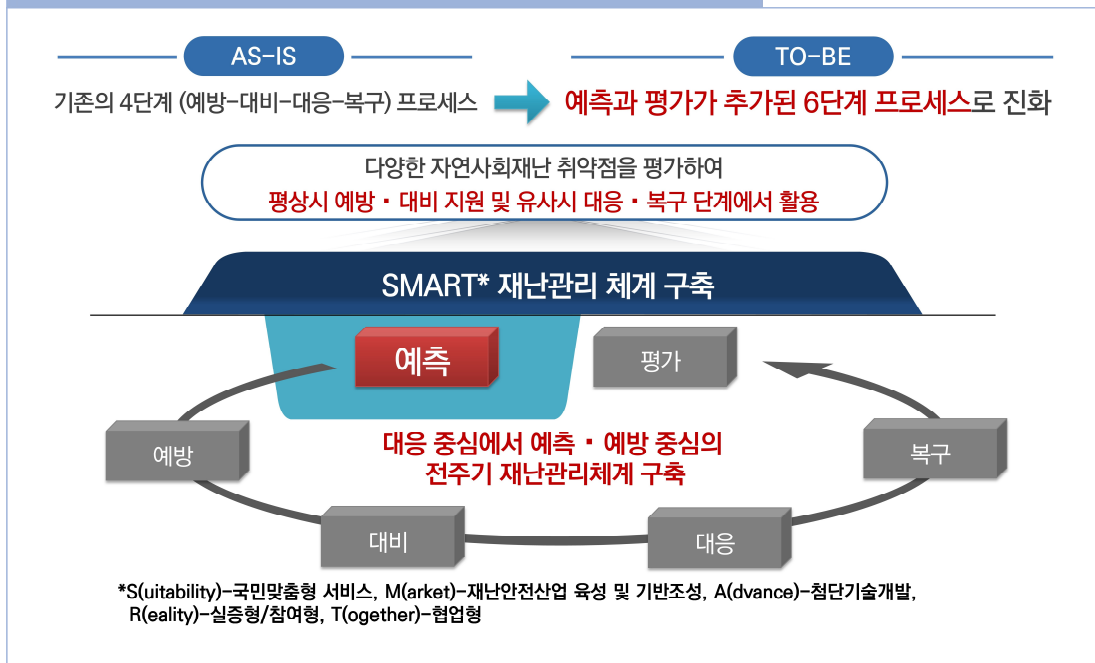 AS-IS
TO-BE
기존의 4단계 (예방-대비-대응-복구) 프로세스
예측과 평가가 추가된 6단계 프로세스로 진화
다양한 자연사회재난 취약점을 평가하여
평상시 예방・대비 지원 및 유사시 대응・복구 단계에서 활용
SMART* 재난관리 체계 구축
예측
평가
예방
복구
대응 중심에서 예측・예방 중심의
전주기 재난관리체계 구축
대비
대응
*S(uitability)-국민맞춤형 서비스, M(arket)-재난안전산업 육성 및 기반조성, A(dvance)-첨단기술개발,
R(eality)-실증형/참여형, T(ogether)-협업형